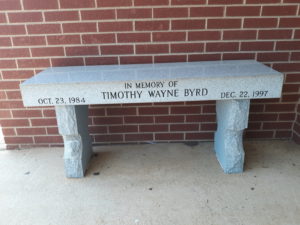 IN MEMORY OF
OCT. 23, 1984 TIMOTHY WAYNE BYRD DEC. 22, 1997